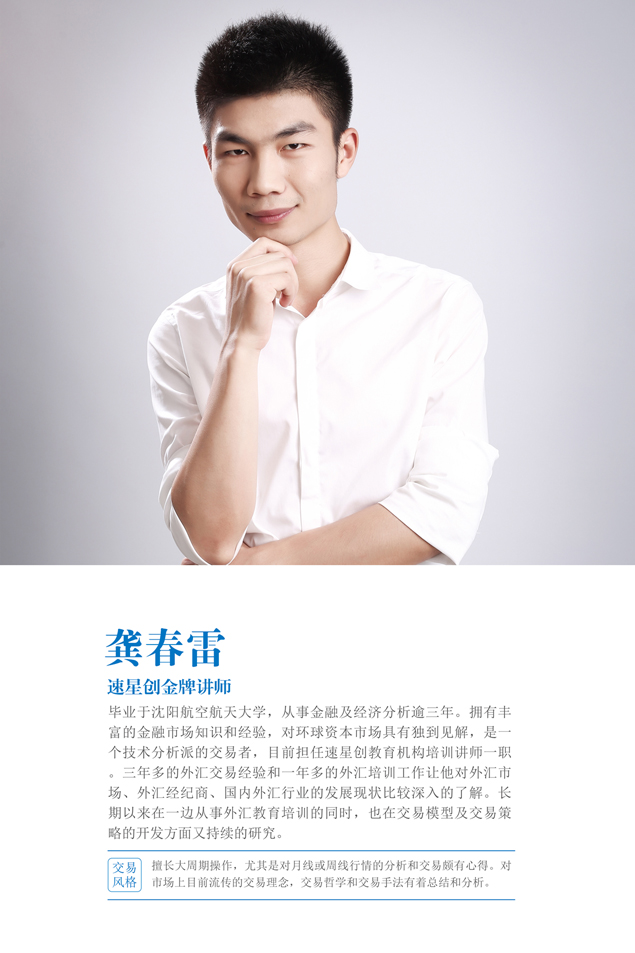 龚春雷
速星创金牌讲师
毕业于沈阳航空航天大学，从事金融及经济分析逾三年。拥有丰
富的金融市场知识和经验，对环球资本市场具有独到见解，是一
个技术分析派的交易者，目前担任速星创教育机构培训讲师一职
。三年多的外汇交易经验和一年多的外汇培训工作让他对外汇市
场、外汇经纪商、国内外汇行业的发展现状比较深入的了解。长
期以来在一边从事外汇教育培训的同时，也在交易模型及交易策
略的开发方面又持续的研究。
交易
风格
擅长大周期操作，尤其是对月线或周线行情的分析和交易颇有心得。对
市场上目前流传的交易理念，交易哲学和交易手法有着总结和分析。